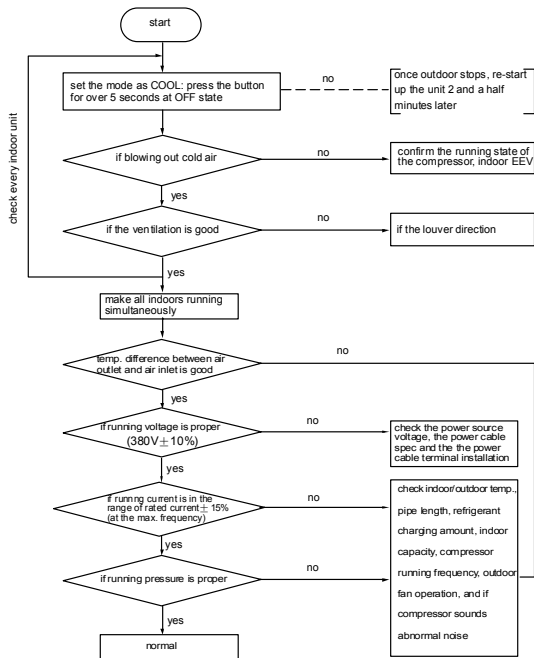 start
set the mode as COOL: press the button
for over 5 seconds at OFF state
no
once outdoor stops, re-start
up the unit 2 and a half
minutes later
check every indoor unit
if blowing out cold air
no
confirm the running state of
the compressor, indoor EEV
yes
if the ventilation is good
no
if the louver direction
yes
make all indoors running
simultaneously
temp. difference between air
outlet and air inlet is good
no
yes
if running voltage is proper
(380V±10%)
no
check the power source
voltage, the power cable
spec and the the power
cable terminal installation
yes
if running current is in the
range of rated current± 15%
(at the max. frequency)
no
check indoor/outdoor temp.,
pipe length, refrigerant
charging amount, indoor
capacity, compressor
running frequency, outdoor
fan operation, and if
compressor sounds
abnormal noise
yes
if running pressure is proper
no
yes
normal